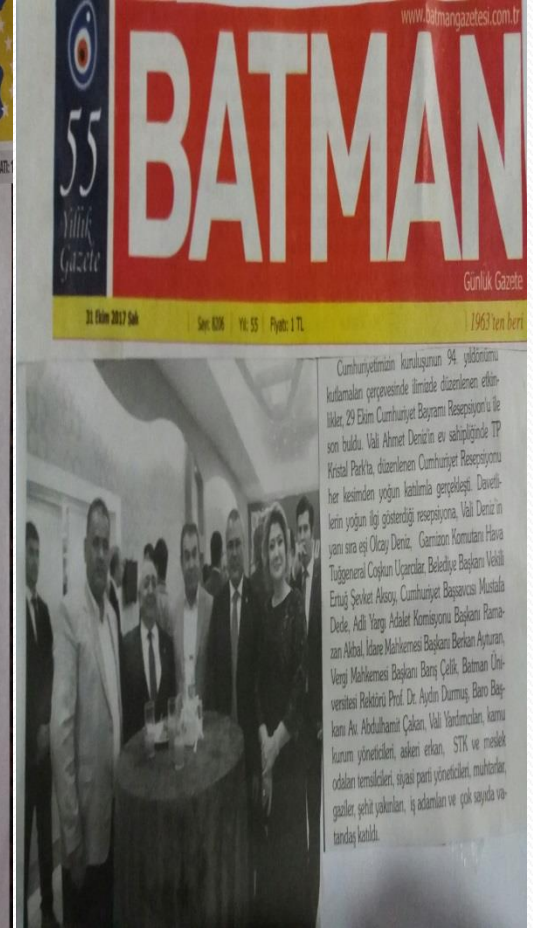 www.batmangazetesi.com.tr
55
Yıllık
Gazete
BATMAN
Günlük Gazete
31 Ekim 2017 Salı
Sayı: 8206
Yıl: 55
Fiyatı: 1 TL
1963'ten beri
Cumhuriyetimizin kuruluşunun 94. yıldönümü
kutlamaları çerçevesinde ilimizde düzenlenen etkin-
likler, 29 Ekim Cumhuriyet Bayramı Resepsiyon'u ile
son buldu. Vali Ahmet Deniz'in ev sahipliğinde TP
Kristal Park'ta, düzenlenen Cumhuriyet Resepsiyonu
her kesimden yoğun katılımla gerçekleşti. Davetli-
lerin yoğun ilgi gösterdiği resepsiyona, Vali Deniz'in
yanı sıra eşi Olcay Deniz, Garnizon Komutanı Hava
Tuğgeneral Coşkun Uçarcılar, Belediye Başkanı Vekili
Ertuğ Şevket Aksoy, Cumhuriyet Başsavcısı Mustafa
Dede, Adli Yargı Adalet Komisyonu Başkanı Rama-
zan Akbal, İdare Mahkemesi Başkanı Berkan Ayturan,
Vergi Mahkemesi Başkanı Barış Çelik, Batman Üni-
versitesi Rektörü Prof. Dr. Aydın Durmuş, Baro Baş-
kanı Av. Abdulhamit Çakan, Vali Yardımcıları, kamu
kurum yöneticileri, askeri erkan, STK ve meslek
odaları temsilcileri, siyasi parti yöneticileri, muhtarlar,
gaziler, şehit yakınları, iş adamları ve çok sayıda va-
tandaş katıldı.